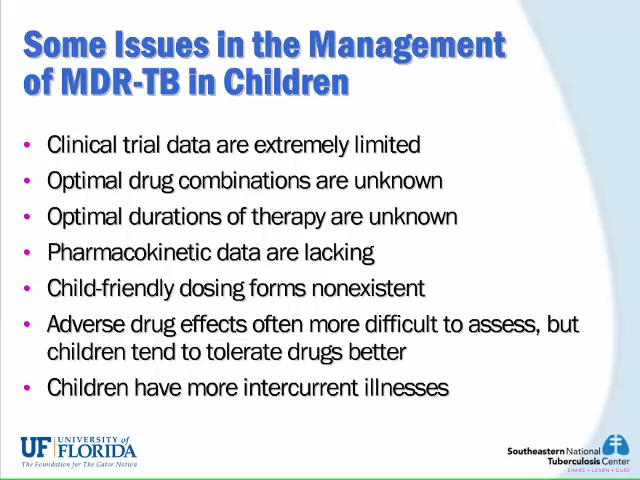 Some Issues in the Management
of MDR-TB in Children
• Clinical trial data are extremely limited
• Optimal drug combinations are unknown
• Optimal durations of therapy are unknown
• Pharmacokinetic data are lacking
• Child-friendly dosing forms nonexistent
• Adverse drug effects often more difficult to assess, but
children tend to tolerate drugs better
• Children have more intercurrent illnesses
UF UNIVERSITY of
FLORIDA
The Foundation for The Gator Nation
Southeastern National
Tuberculosis Center
SHARE • LEARN • CURE